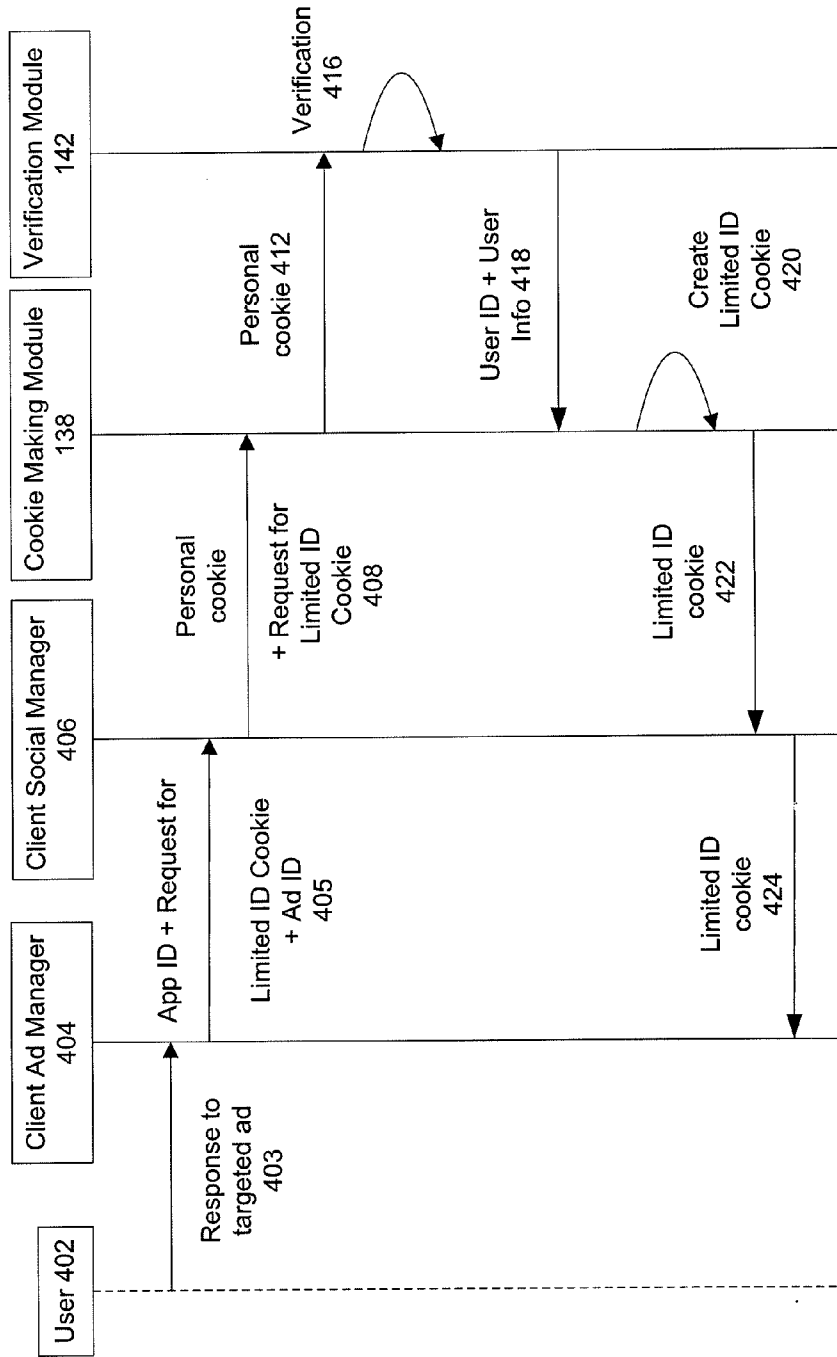 User 402
Client Ad Manager
404
Client Social Manager
406
Cookie Making Module
138
Verification Module
142
Response to
targeted ad
403
App ID + Request for
Limited ID Cookie
+ Ad ID
405
Personal
cookie
+ Request for
Limited ID
Cookie
408
Personal
cookie 412
Verification
416
User ID + User
Info 418
Create
Limited ID
Cookie
420
Limited ID
cookie
422
Limited ID
cookie
424